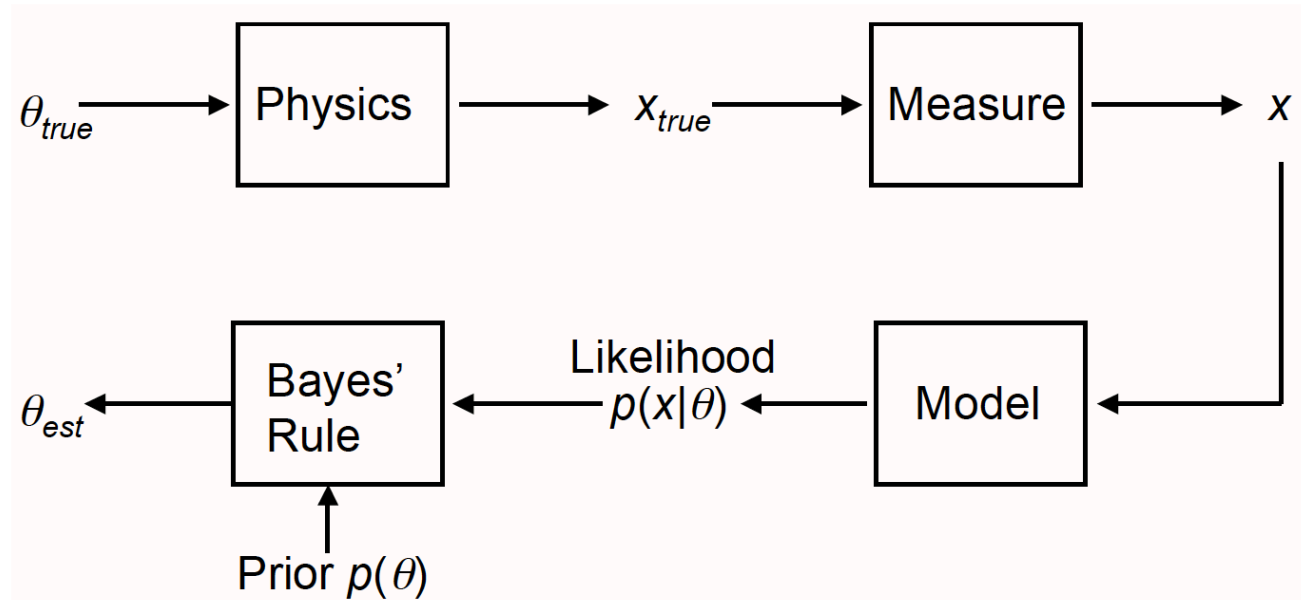 θtrue
Physics
xtrue
Measure
x
Likelihood
p(x|θ)
Bayes’
Rule
θest
Model
Prior p(θ)